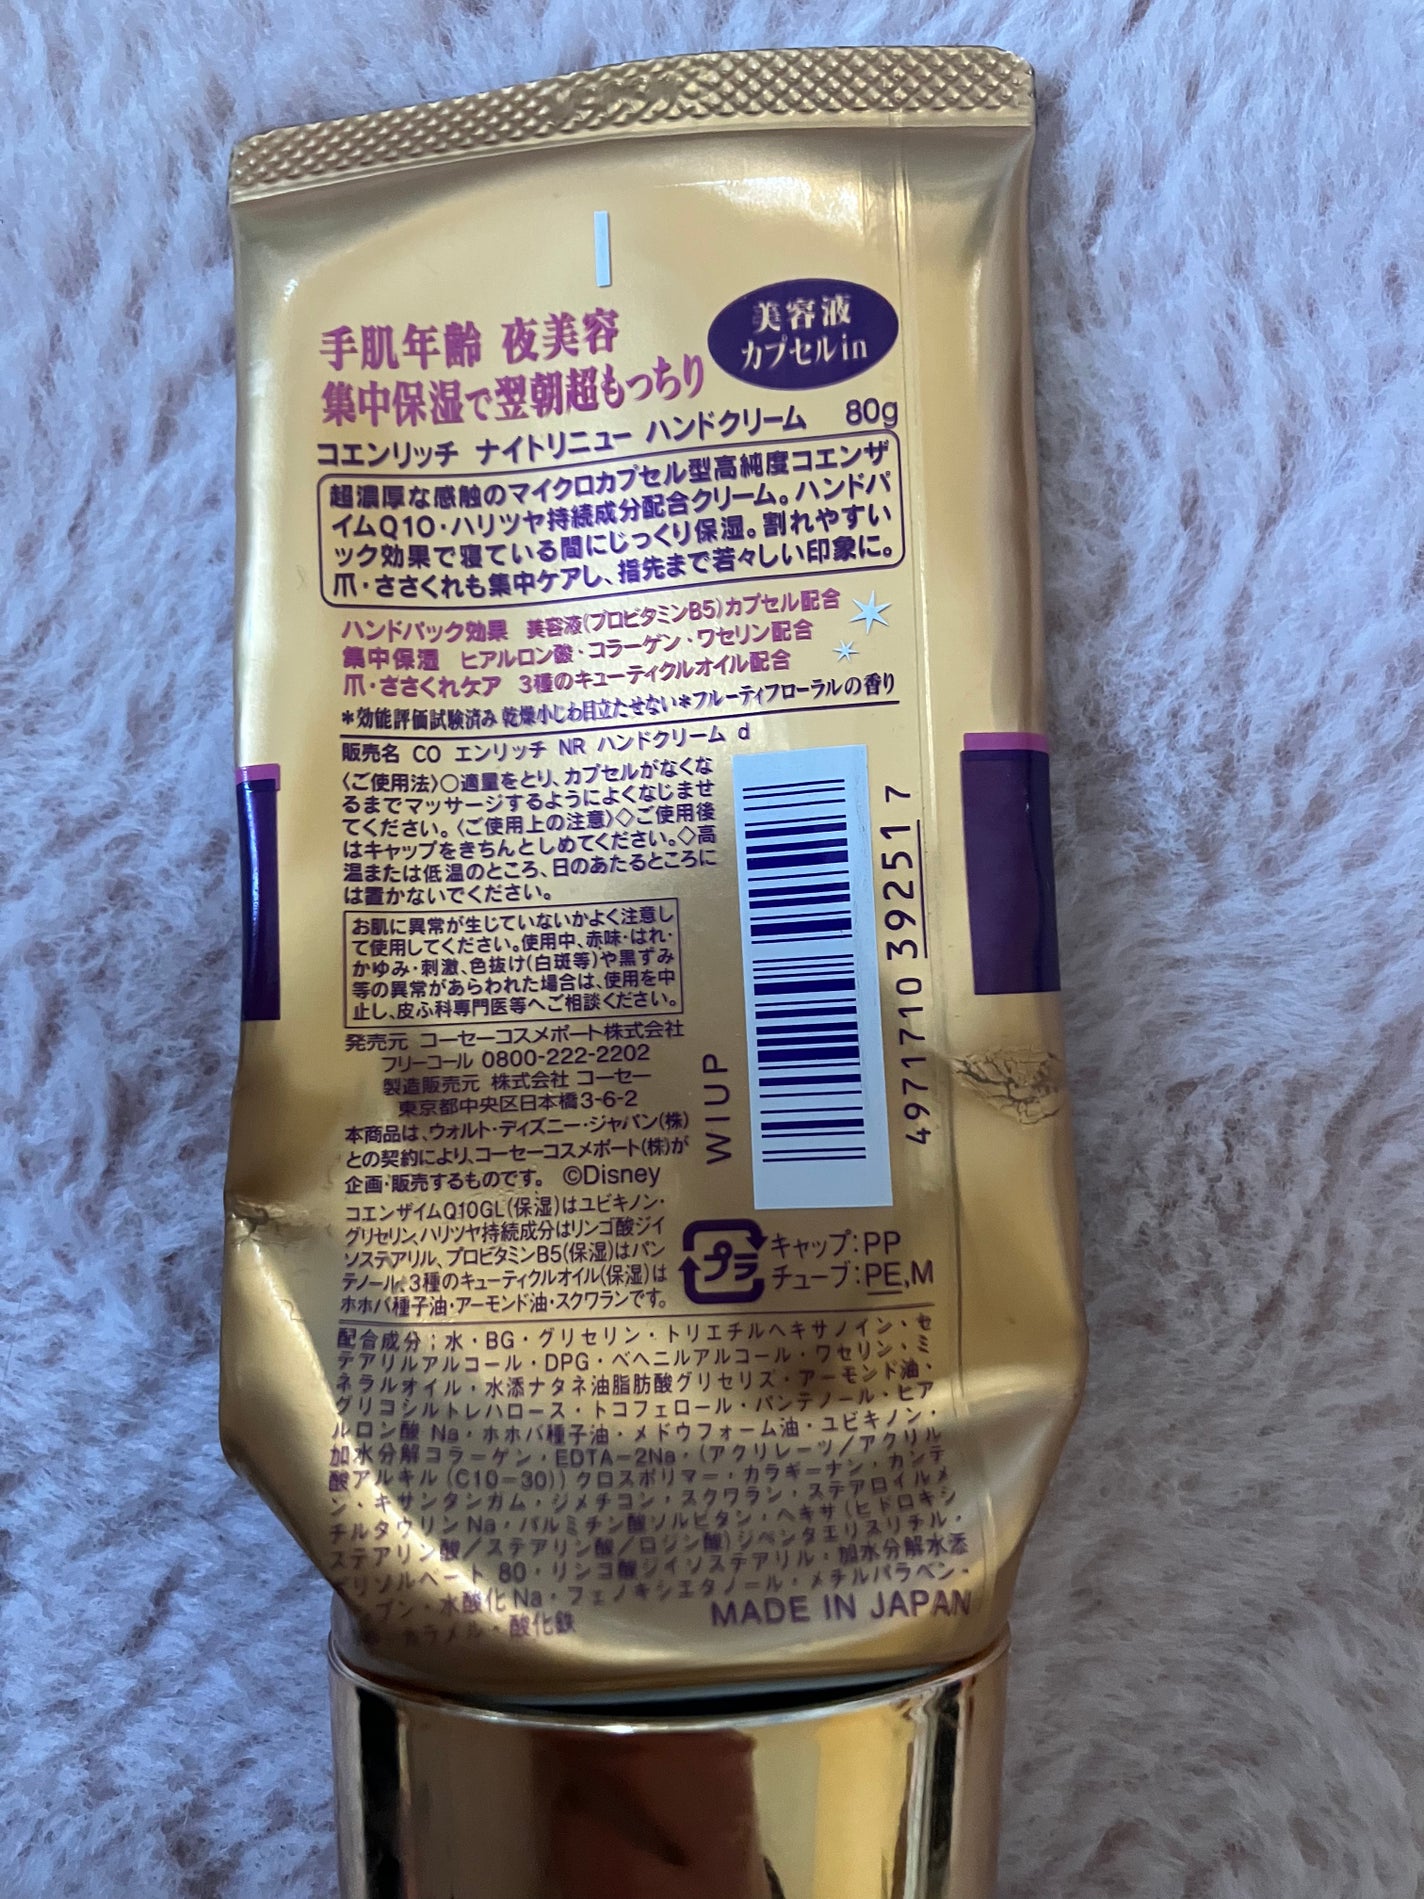 手肌年齢 夜美容
集中保湿で翌朝超もっちり
美容液
カプセルin
コエンリッチ ナイトリニュー ハンドクリーム 80g
超濃厚な感触のマイクロカプセル型高純度コエンザ
イムQ10・ハリツヤ持続成分配合クリーム。ハンドパ
ック効果で寝ている間にじっくり保湿。割れやすい
爪・ささくれも集中ケアし、指先まで若々しい印象に。
ハンドパック効果 美容液(プロビタミンB5)カプセル配合
集中保湿 ヒアルロン酸・コラーゲン・ワセリン配合
爪・ささくれケア 3種のキューティクルオイル配合
*効能評価試験済み 乾燥小じわ目立たせない*フルーティフローラルの香り
販売名 CO エンリッチ NR ハンドクリーム d
〈ご使用法〉○適量をとり、カプセルがなくな
るまでマッサージするようによくなじませ
てください。〈ご使用上の注意〉◇ご使用後
はキャップをきちんとしめてください。◇高
温または低温のところ、日のあたるところに
は置かないでください。
お肌に異常が生じていないかよく注意し
て使用してください。使用中、赤味・はれ・
かゆみ・刺激、色抜け(白斑等)や黒ずみ
等の異常があらわれた場合は、使用を中
止し、皮ふ科専門医等へご相談ください。
発売元 コーセーコスメポート株式会社
フリーコール 0800-222-2202
製造販売元 株式会社 コーセー
東京都中央区日本橋3-6-2
本商品は、ウォルト・ディズニー・ジャパン(株)
との契約により、コーセーコスメポート(株)が
企画・販売するものです。 ©Disney
WIUP
4971710 392517
コエンザイムQ10GL(保湿)はユビキノン・
グリセリン、ハリツヤ持続成分はリンゴ酸ジイ
ソステアリル、プロビタミンB5(保湿)はパン
テノール、3種のキューティクルオイル(保湿)は
ホホバ種子油・アーモンド油・スクワランです。
プラ
キャップ:PP
チューブ:PE,M
配合成分;水・BG・グリセリン・トリエチルヘキサノイン・セ
テアリルアルコール・DPG・ベヘニルアルコール・ワセリン・ミ
ネラルオイル・水添ナタネ油脂肪酸グリセリズ・アーモンド油・
グリコシルトレハロース・トコフェロール・パンテノール・ヒア
ルロン酸 Na・ホホバ種子油・メドウフォーム油・ユビキノン・
加水分解コラーゲン・EDTA-2Na・(アクリレーツ/アクリル
酸アルキル(C10-30))クロスポリマー・カラギーナン・カンテ
ン・キサンタンガム・ジメチコン・スクワラン・ステアロイルメ
チルタウリンNa・パルミチン酸ソルビタン・ヘキサ(ヒドロキシ
ステアリン酸/ステアリン酸/ロジン酸)ジペンタエリスリチル・
ポリソルベート 80・リンゴ酸ジイソステアリル・加水分解水添
デンプン・水酸化Na・フェノキシエタノール・メチルパラベン・
カラメル・酸化鉄
MADE IN JAPAN